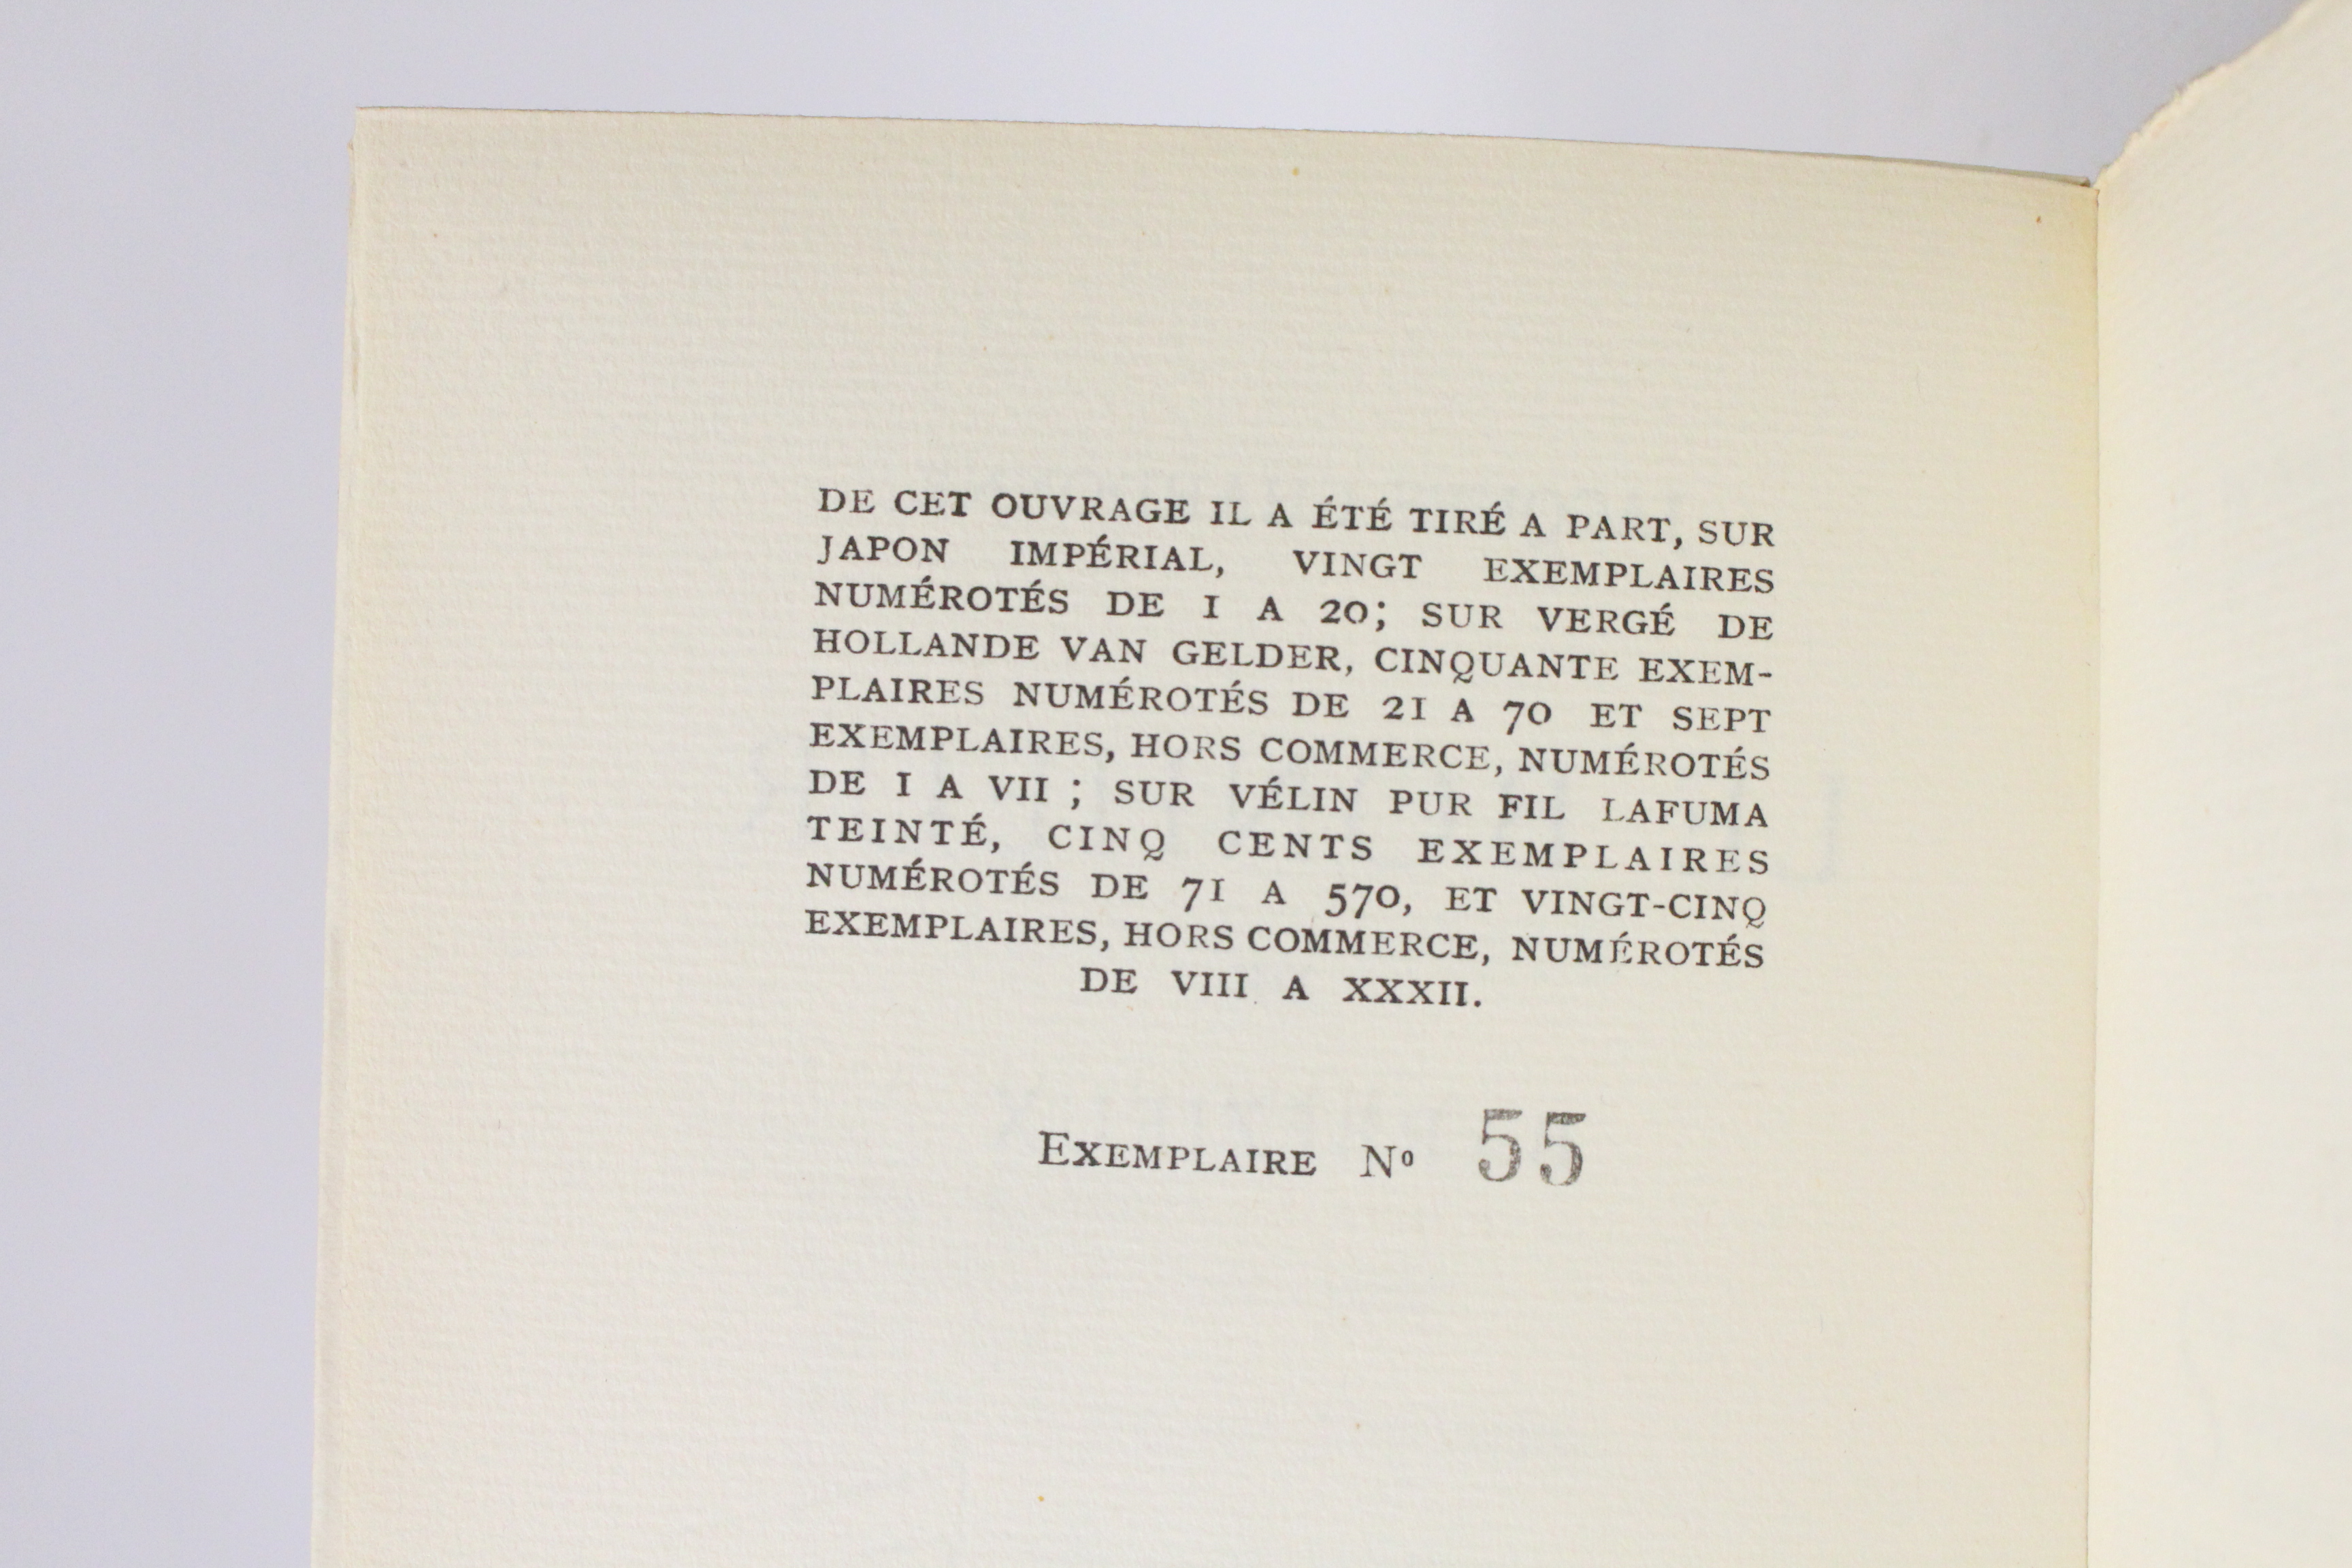 DE CET OUVRAGE IL A ÉTÉ TIRÉ A PART, SUR
JAPON IMPÉRIAL, VINGT EXEMPLAIRES
NUMÉROTÉS DE 1 A 20; SUR VERGÉ DE
HOLLANDE VAN GELDER, CINQUANTE EXEM-
PLAIRES NUMÉROTÉS DE 21 A 70 ET SEPT
EXEMPLAIRES, HORS COMMERCE, NUMÉROTÉS
DE I A VII ; SUR VÉLIN PUR FIL LAFUMA
TEINTÉ, CINQ CENTS EXEMPLAIRES
NUMÉROTÉS DE 71 A 570, ET VINGT-CINQ
EXEMPLAIRES, HORS COMMERCE, NUMÉROTÉS
DE VIII A XXXII.
EXEMPLAIRE Nº 55